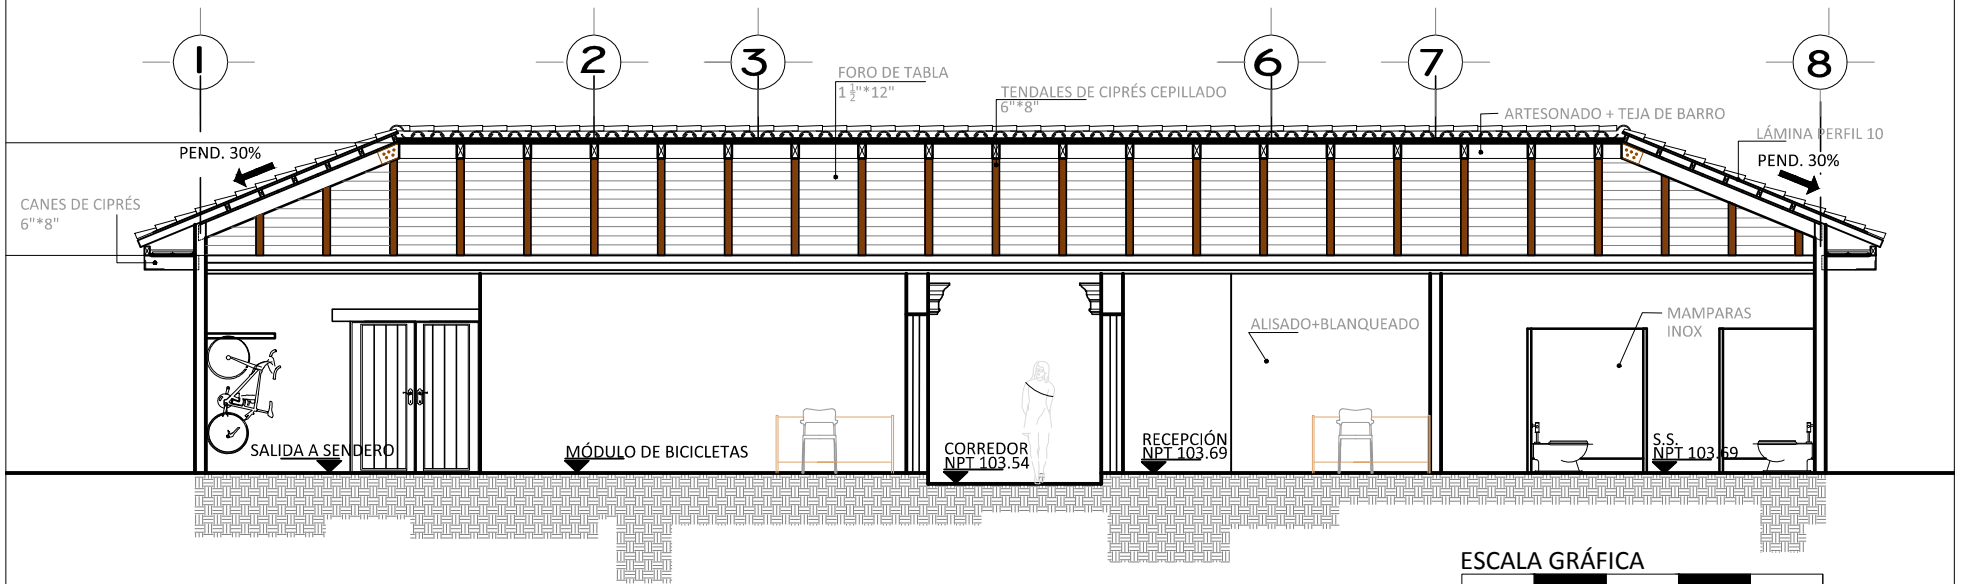 1 2 3 6 7 8
FORO DE TABLA
1 ½"*12"
TENDALES DE CIPRÉS CEPILLADO
6"*8"
ARTESONADO + TEJA DE BARRO
LÁMINA PERFIL 10
PEND. 30%
PEND. 30%
CANES DE CIPRÉS
6"*8"
MAMPARAS
INOX
ALISADO+BLANQUEADO
SALIDA A SENDERO
MÓDULO DE BICICLETAS
CORREDOR
NPT 103.54
RECEPCIÓN
NPT 103.69
S.S.
NPT 103.69
ESCALA GRÁFICA